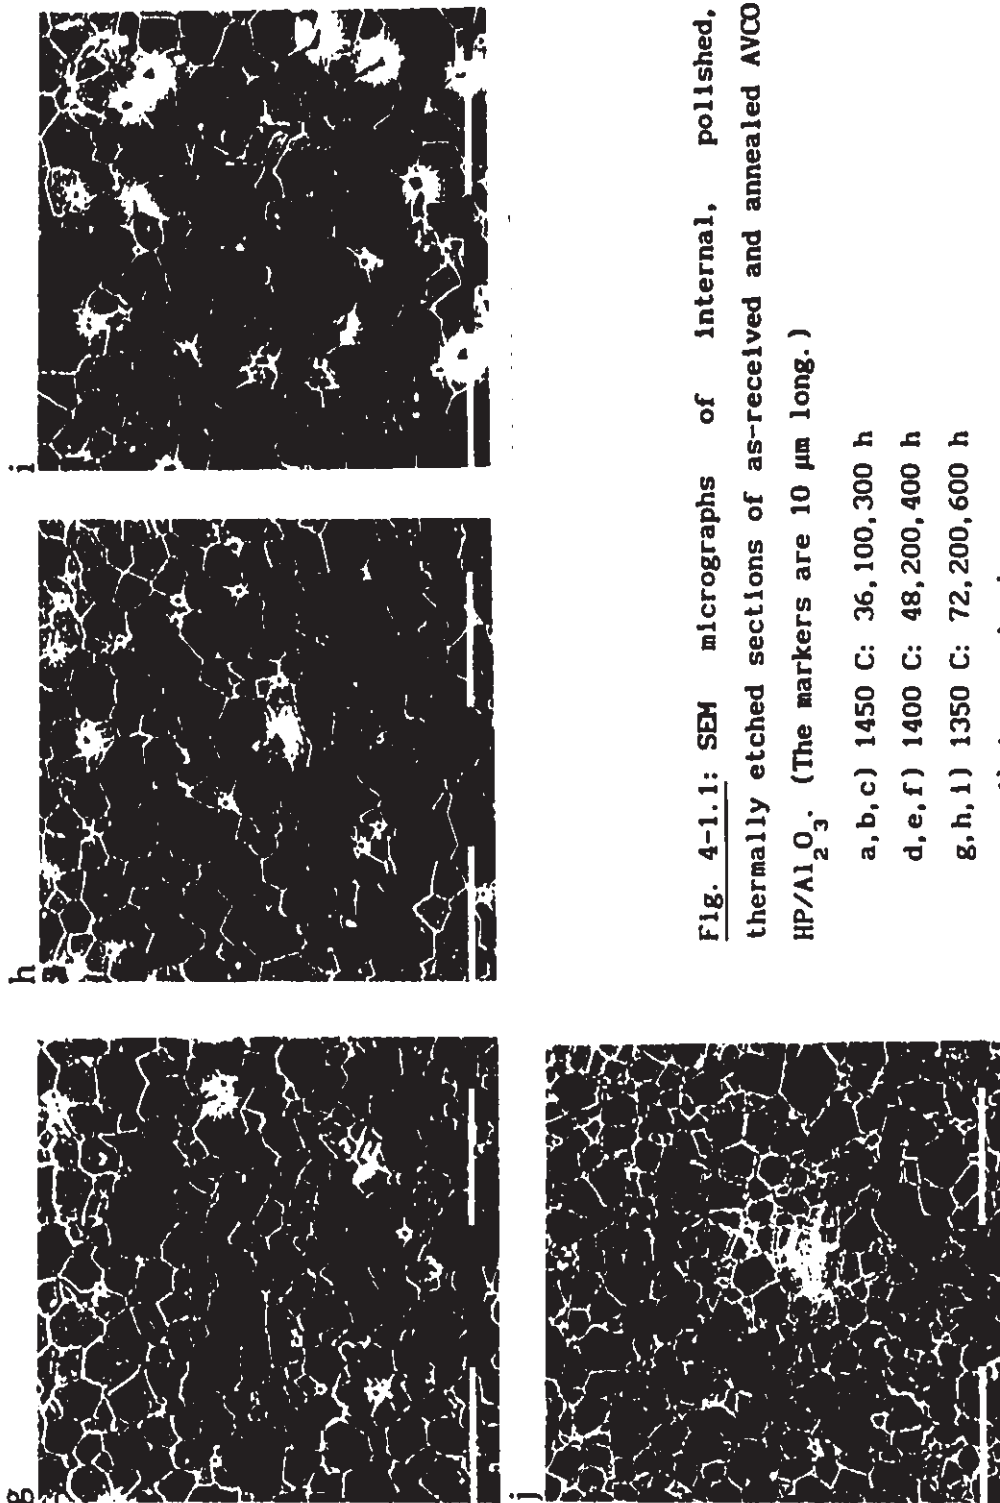 g
h
i
j
Fig. 4-1.1: SEM micrographs of internal, polished,
thermally etched sections of as-received and annealed AVCO
HP/Al2O3. (The markers are 10 µm long.)
a,b,c) 1450 C: 36,100,300 h
d,e,f) 1400 C: 48,200,400 h
g,h,i) 1350 C: 72,200,600 h